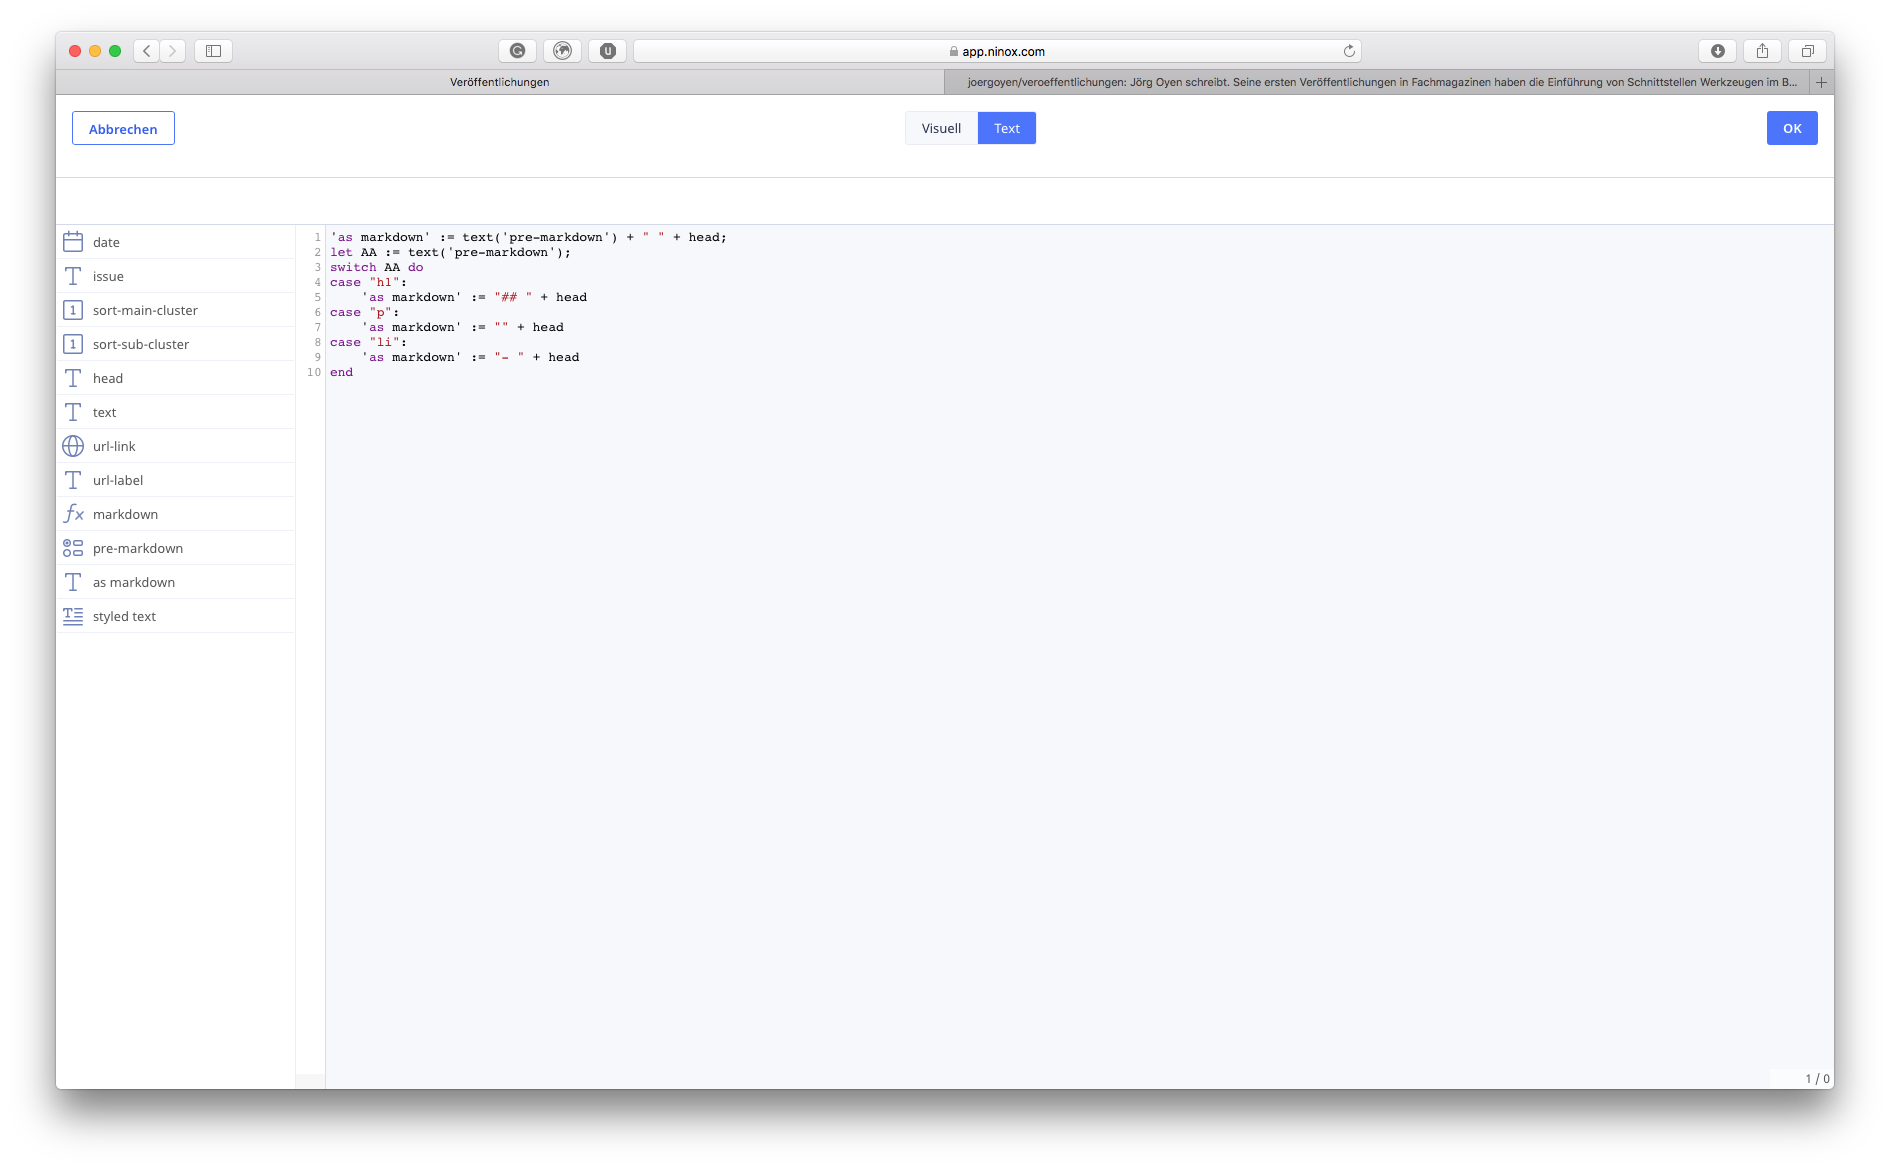 app.ninox.com
Veröffentlichungen
joergoyen/veroeffentlichungen: Jörg Oyen schreibt. Seine ersten Veröffentlichungen in Fachmagazinen haben die Einführung von Schnittstellen Werkzeugen im B...
Abbrechen
Visuell
Text
OK
date
issue
1 sort-main-cluster
1 sort-sub-cluster
head
text
url-link
url-label
fx markdown
pre-markdown
as markdown
styled text
1 'as markdown' := text('pre-markdown') + " " + head;
2 let AA := text('pre-markdown');
3 switch AA do
4 case "h1":
5     'as markdown' := "## " + head
6 case "p":
7     'as markdown' := "" + head
8 case "li":
9     'as markdown' := "- " + head
10 end
1 / 0